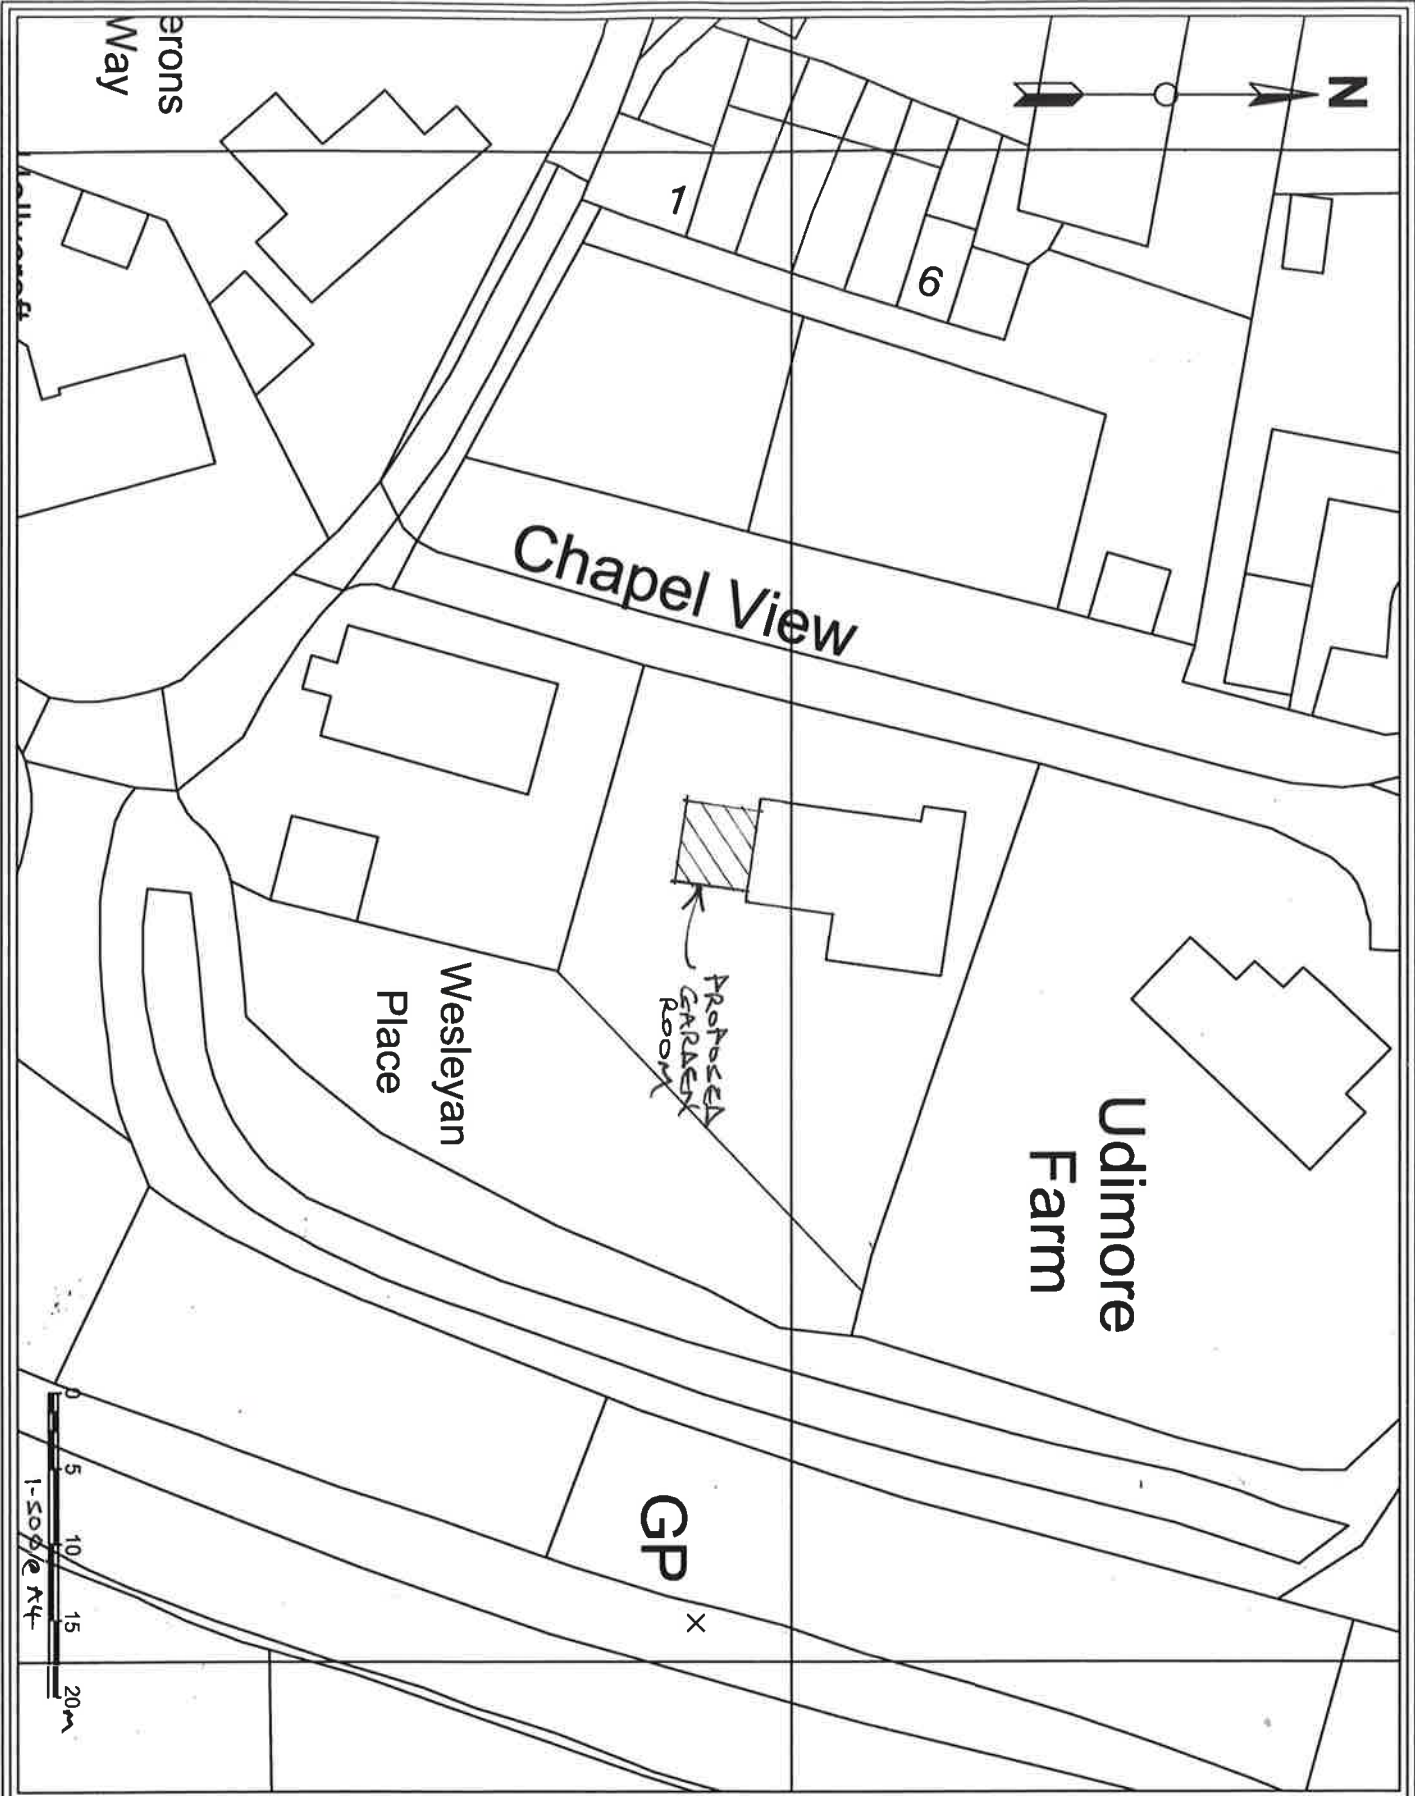 N
erons
Way
1
6
Chapel View
Udimore
Farm
PROPOSED
GARDEN
ROOM
Wesleyan
Place
GP
×
0 5 10 15 20m
1-500@A4